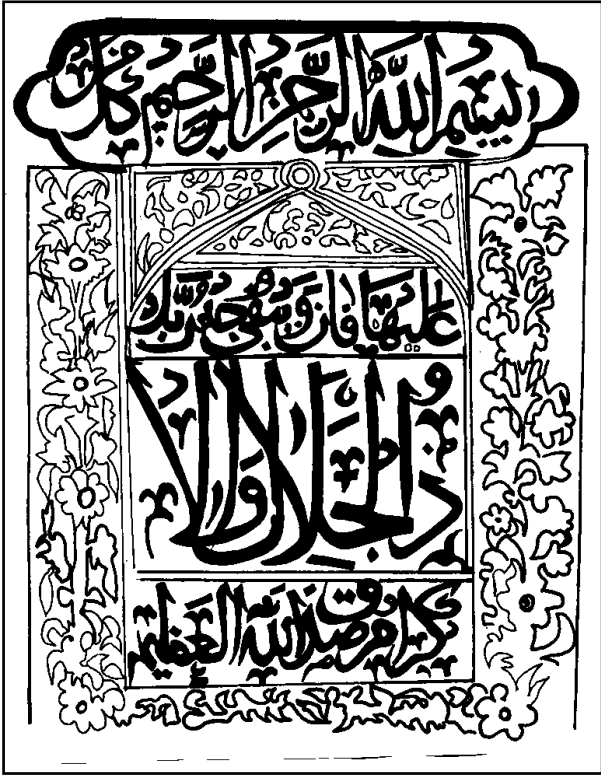 بسم الله الرحمن الرحيم كل من
عليها فان ويبقى وجه ربك
ذو الجلال والا
كرام صدق الله العظيم